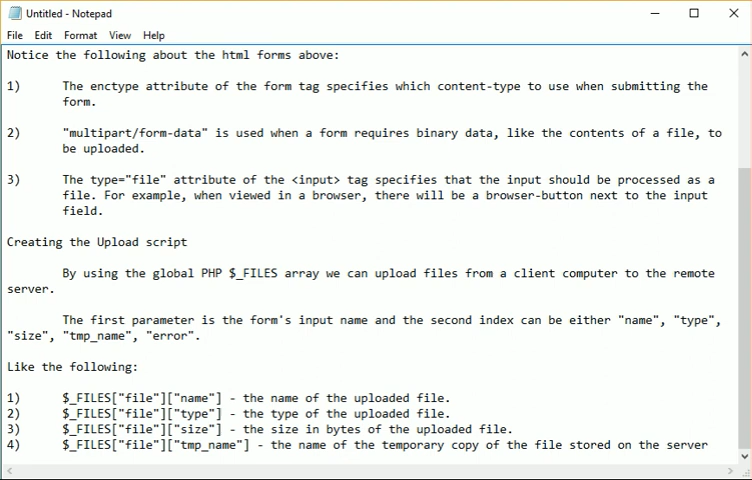 Untitled - Notepad
File Edit Format View Help
Notice the following about the html forms above:
1) The enctype attribute of the form tag specifies which content-type to use when submitting the
form.
2) "multipart/form-data" is used when a form requires binary data, like the contents of a file, to
be uploaded.
3) The type="file" attribute of the <input> tag specifies that the input should be processed as a
file. For example, when viewed in a browser, there will be a browser-button next to the input
field.
Creating the Upload script
By using the global PHP $_FILES array we can upload files from a client computer to the remote
server.
The first parameter is the form's input name and the second index can be either "name", "type",
"size", "tmp_name", "error".
Like the following:
1) $_FILES["file"]["name"] - the name of the uploaded file.
2) $_FILES["file"]["type"] - the type of the uploaded file.
3) $_FILES["file"]["size"] - the size in bytes of the uploaded file.
4) $_FILES["file"]["tmp_name"] - the name of the temporary copy of the file stored on the server